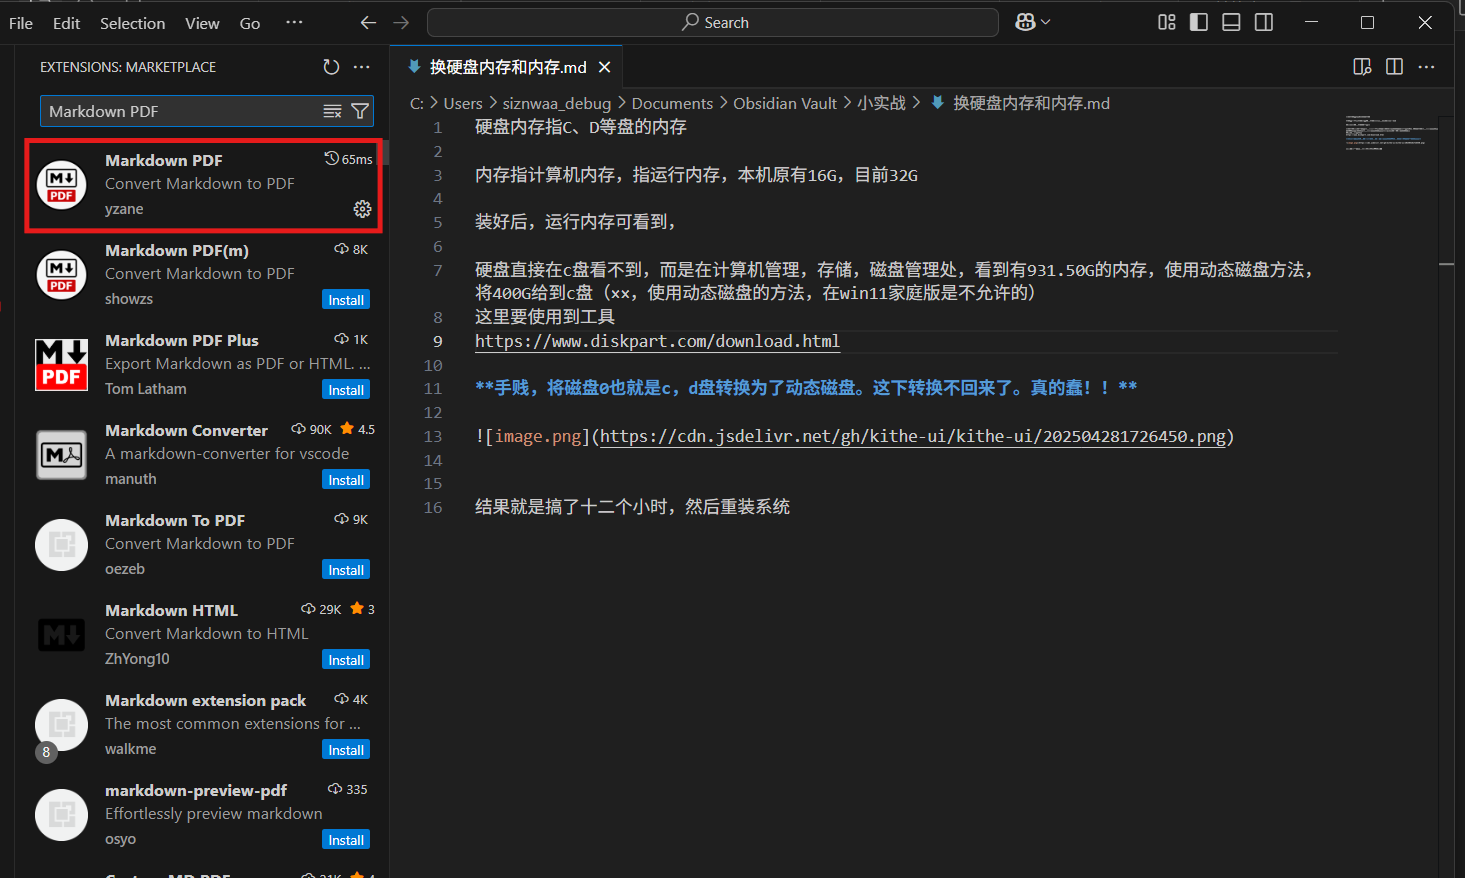 File Edit Selection View Go ··· Search
EXTENSIONS: MARKETPLACE
Markdown PDF
Markdown PDF 65ms
Convert Markdown to PDF
yzane
Markdown PDF(m) 8K
Convert Markdown to PDF
showzs Install
Markdown PDF Plus 1K
Export Markdown as PDF or HTML. ...
Tom Latham Install
Markdown Converter 90K 4.5
A markdown-converter for vscode
manuth Install
Markdown To PDF 9K
Convert Markdown to PDF
oezeb Install
Markdown HTML 29K 3
Convert Markdown to HTML
ZhYong10 Install
Markdown extension pack 4K
The most common extensions for ...
8 walkme Install
markdown-preview-pdf 335
Effortlessly preview markdown
osyo Install
换硬盘内存和内存.md
C: > Users > siznwaa_debug > Documents > Obsidian Vault > 小实战 > 换硬盘内存和内存.md
1 硬盘内存指C、D等盘的内存
2
3 内存指计算机内存，指运行内存，本机原有16G，目前32G
4
5 装好后，运行内存可看到，
6
7 硬盘直接在c盘看不到，而是在计算机管理，存储，磁盘管理处，看到有931.50G的内存，使用动态磁盘方法，
将400G给到c盘（xx，使用动态磁盘的方法，在win11家庭版是不允许的）
8 这里要使用到工具
9 https://www.diskpart.com/download.html
10
11 **手贱，将磁盘0也就是c，d盘转换为了动态磁盘。这下转换不回来了。真的蠢！！**
12
13 ![image.png](https://cdn.jsdelivr.net/gh/kithe-ui/kithe-ui/202504281726450.png)
14
15
16 结果就是搞了十二个小时，然后重装系统